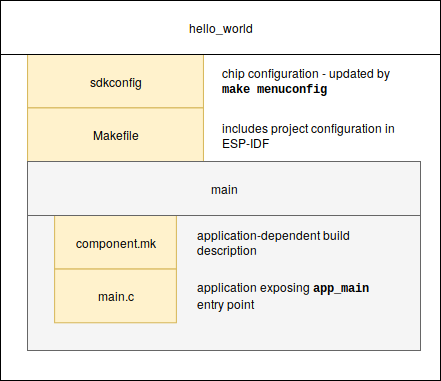 hello_world
sdkconfig
chip configuration - updated by
make menuconfig
Makefile
includes project configuration in
ESP-IDF
main
component.mk
application-dependent build
description
main.c
application exposing app_main
entry point